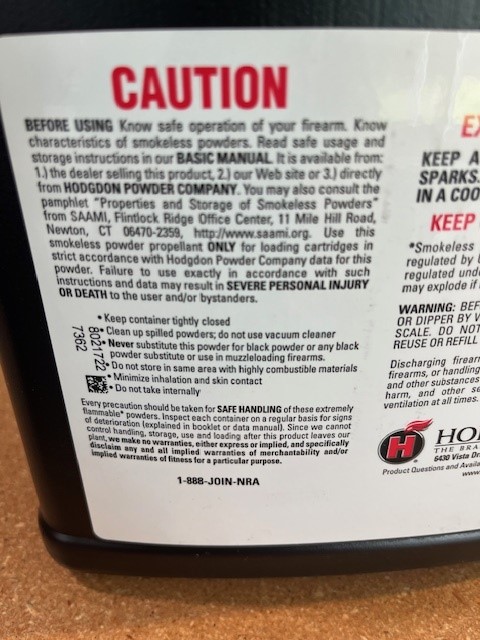 CAUTION
BEFORE USING Know safe operation of your firearm. Know
characteristics of smokeless powders. Read safe usage and
storage instructions in our BASIC MANUAL. It is available from:
1.) the dealer selling this product, 2.) our Web site or 3.) directly
from HODGDON POWDER COMPANY. You may also consult the
pamphlet "Properties and Storage of Smokeless Powders"
from SAAMI, Flintlock Ridge Office Center, 11 Mile Hill Road,
Newton, CT 06470-2359, http://www.saami.org. Use this
smokeless powder propellant ONLY for loading cartridges in
strict accordance with Hodgdon Powder Company data for this
powder. Failure to use exactly in accordance with such
instructions and data may result in SEVERE PERSONAL INJURY
OR DEATH to the user and/or bystanders.
• Keep container tightly closed
• Clean up spilled powders; do not use vacuum cleaner
• Never substitute this powder for black powder or any black
powder substitute or use in muzzleloading firearms.
• Do not store in same area with highly combustible materials
• Minimize inhalation and skin contact
• Do not take internally
8021722
7362
Every precaution should be taken for SAFE HANDLING of these extremely
flammable* powders. Inspect each container on a regular basis for signs
of deterioration (explained in booklet or data manual). Since we cannot
control handling, storage, use and loading after this product leaves our
plant, we make no warranties, either express or implied, and specifically
disclaim any and all implied warranties of merchantability and/or
implied warranties of fitness for a particular purpose.
1-888-JOIN-NRA
EX
KEEP A
SPARKS.
IN A COO
KEEP
*Smokeless
regulated by
regulated und
may explode if
WARNING: BEF
OR DIPPER BY V
SCALE. DO NOT
REUSE OR REFILL
Discharging firearm
firearms, or handling
and other substances
harm, and other se
ventilation at all times.
H
HO
THE BRA
6430 Vista Dr
Product Questions and Availa
www